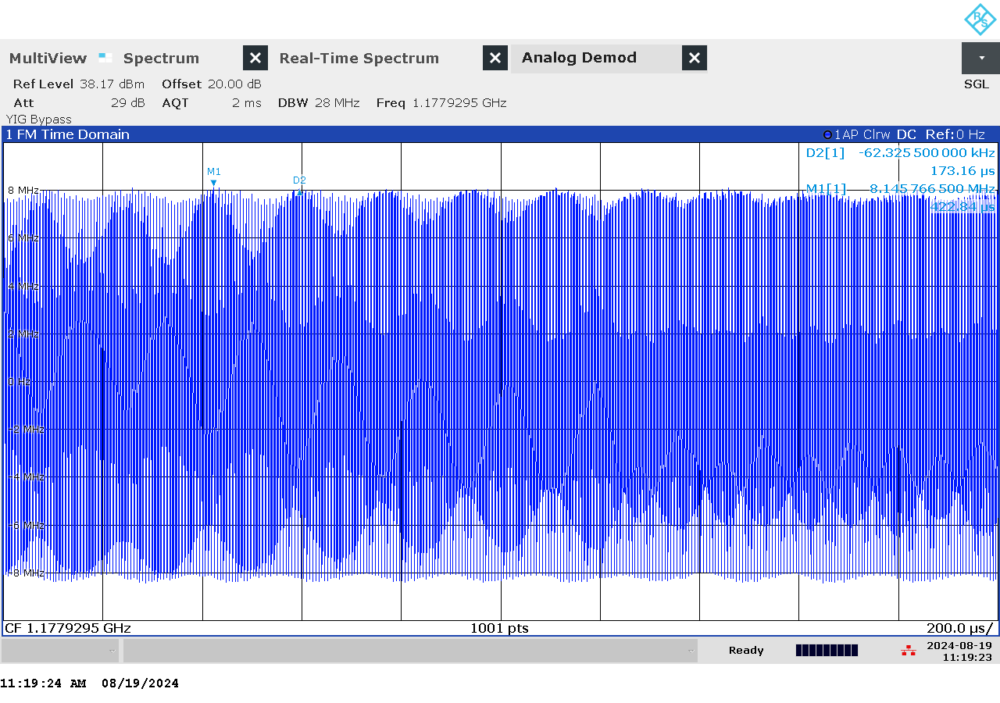 R&S
MultiView Spectrum Real-Time Spectrum Analog Demod
Ref Level 38.17 dBm Offset 20.00 dB SGL
Att 29 dB AQT 2 ms DBW 28 MHz Freq 1.1779295 GHz
YIG Bypass
1 FM Time Domain 1AP Clrw DC Ref: 0 Hz
D2[1] -62.325 500 000 kHz
173.16 µs
M1[1] 8.145 766 500 MHz
422.84 µs
M1
D2
8 MHz
6 MHz
4 MHz
2 MHz
0 Hz
-2 MHz
-4 MHz
-6 MHz
-8 MHz
CF 1.1779295 GHz 1001 pts 200.0 µs/
Ready 2024-08-19
11:19:23
11:19:24 AM 08/19/2024